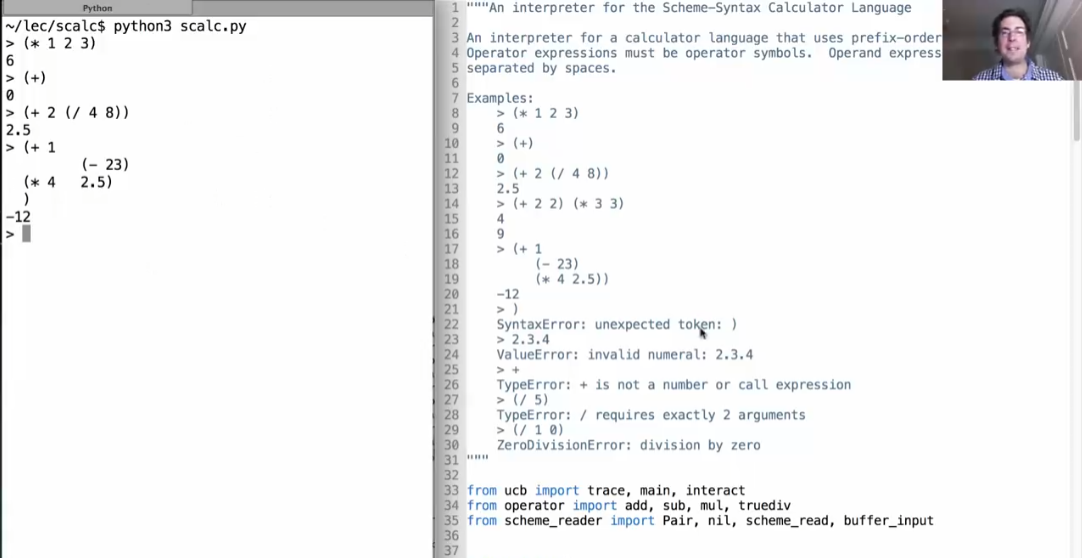 Python
~/lec/scalc$ python3 scalc.py
> (* 1 2 3)
6
> (+)
0
> (+ 2 (/ 4 8))
2.5
> (+ 1
(- 23)
(* 4 2.5)
)
-12
>
1 """An interpreter for the Scheme-Syntax Calculator Language
2
3 An interpreter for a calculator language that uses prefix-order
4 Operator expressions must be operator symbols. Operand express
5 separated by spaces.
6
7 Examples:
8 > (* 1 2 3)
9 6
10 > (+)
11 0
12 > (+ 2 (/ 4 8))
13 2.5
14 > (+ 2 2) (* 3 3)
15 4
16 9
17 > (+ 1
18 (- 23)
19 (* 4 2.5))
20 -12
21 > )
22 SyntaxError: unexpected token: )
23 > 2.3.4
24 ValueError: invalid numeral: 2.3.4
25 > +
26 TypeError: + is not a number or call expression
27 > (/ 5)
28 TypeError: / requires exactly 2 arguments
29 > (/ 1 0)
30 ZeroDivisionError: division by zero
31 """
32
33 from ucb import trace, main, interact
34 from operator import add, sub, mul, truediv
35 from scheme_reader import Pair, nil, scheme_read, buffer_input
36
37